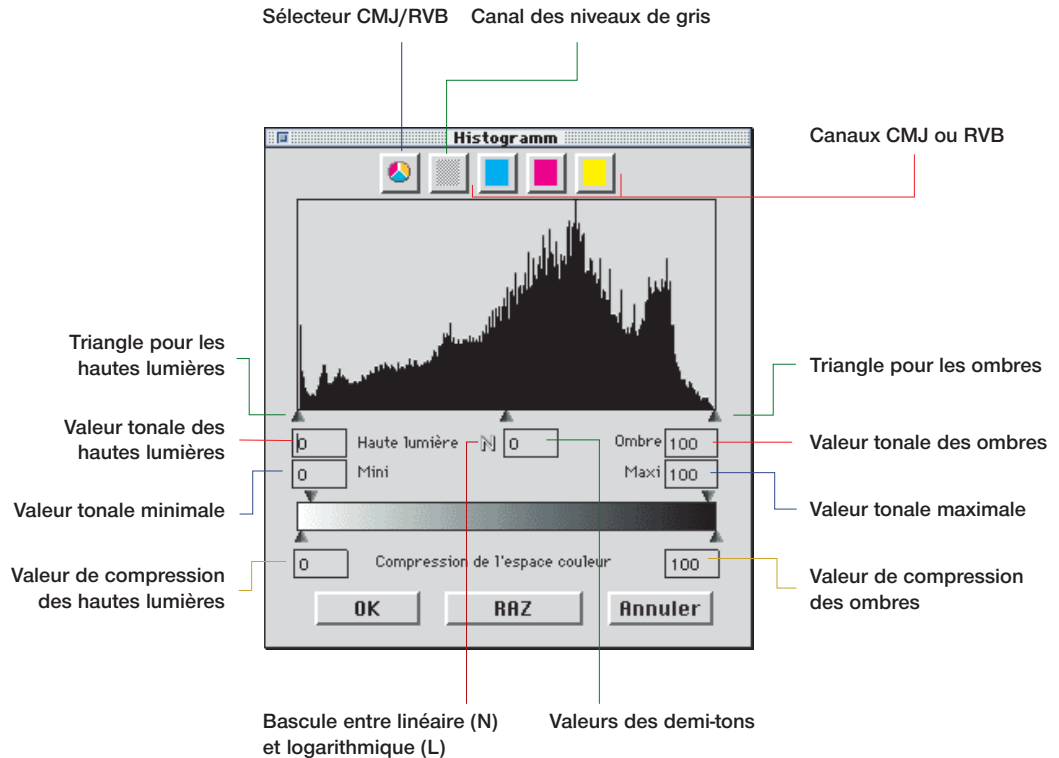 Sélecteur CMJ/RVB
Canal des niveaux de gris
Histogramm
Canaux CMJ ou RVB
Triangle pour les
hautes lumières
Triangle pour les ombres
Valeur tonale des
hautes lumières
0 Haute lumière N 0 Ombre 100
Valeur tonale des ombres
0 Mini Maxi 100
Valeur tonale minimale
Valeur tonale maximale
0 Compression de l'espace couleur 100
Valeur de compression
des hautes lumières
Valeur de compression
des ombres
OK RAZ Annuler
Bascule entre linéaire (N)
et logarithmique (L)
Valeurs des demi-tons